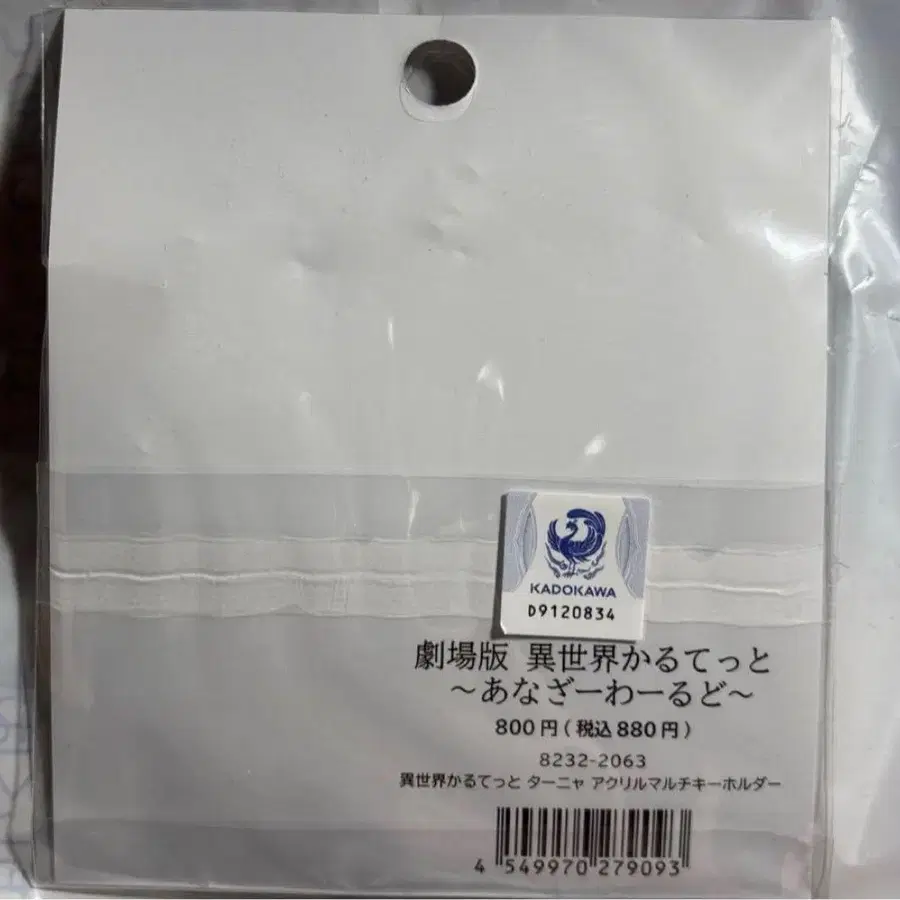 KADOKAWA
D9120834
劇場版 異世界かるてっと
～あなざーわーるど～
800円(税込880円)
8232-2063
異世界かるてっと ターニャ アクリルマルチキーホルダー
4 549970 279093